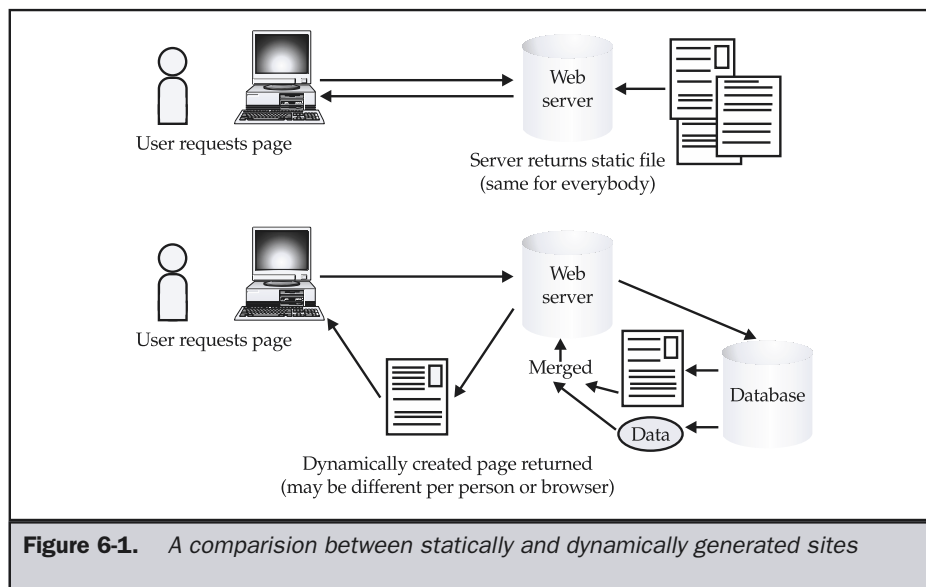 Web
server
User requests page
Server returns static file
(same for everybody)
Web
server
User requests page
Merged
Database
Data
Dynamically created page returned
(may be different per person or browser)
Figure 6-1. A comparision between statically and dynamically generated sites